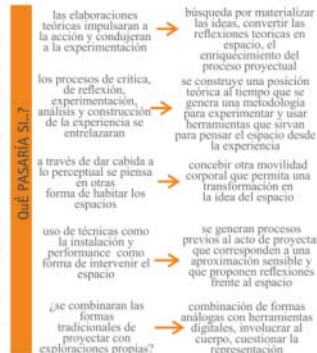 QuÉ PASARÍA SI...?
las elaboraciones
teóricas impulsaran a
la acción y condujeran
a la experimentación
búsqueda por materializar
las ideas, convertir las
reflexiones teoricas en
espacio, el
enriquecimiento del
proceso proyectual
los procesos de crítica,
de reflexión,
experimentación,
análisis y construcción
de la experiencia se
entrelazaran
se construye una posición
teórica al tiempo que se
genera una metodología
para experimentar y usar
herramientas que sirvan
para pensar el espacio desde
la experiencia
a través de dar cabida a
lo perceptual se piensa
en otras
forma de habitar los
espacios
concebir otra movilidad
corporal que permita una
transformación en
la idea del espacio
uso de técnicas como
la instalación y
performance como
forma de intervenir el
espacio
se generan procesos
previos al acto de proyectar
que corresponden a una
aproximación sensible y
que proponen reflexiones
frente al espacio
¿se combinaran las
formas
tradicionales de
proyectar con
exploraciones propias?
combinación de formas
análogas con herramientas
digitales, involucrar al
cuerpo, cuestionar la
representación